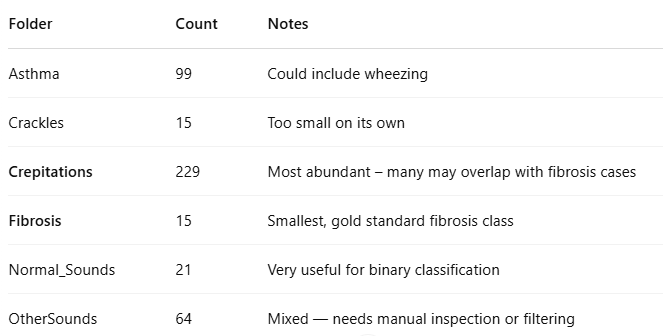 Folder Count Notes
Asthma 99 Could include wheezing
Crackles 15 Too small on its own
Crepitations 229 Most abundant – many may overlap with fibrosis cases
Fibrosis 15 Smallest, gold standard fibrosis class
Normal_Sounds 21 Very useful for binary classification
OtherSounds 64 Mixed — needs manual inspection or filtering